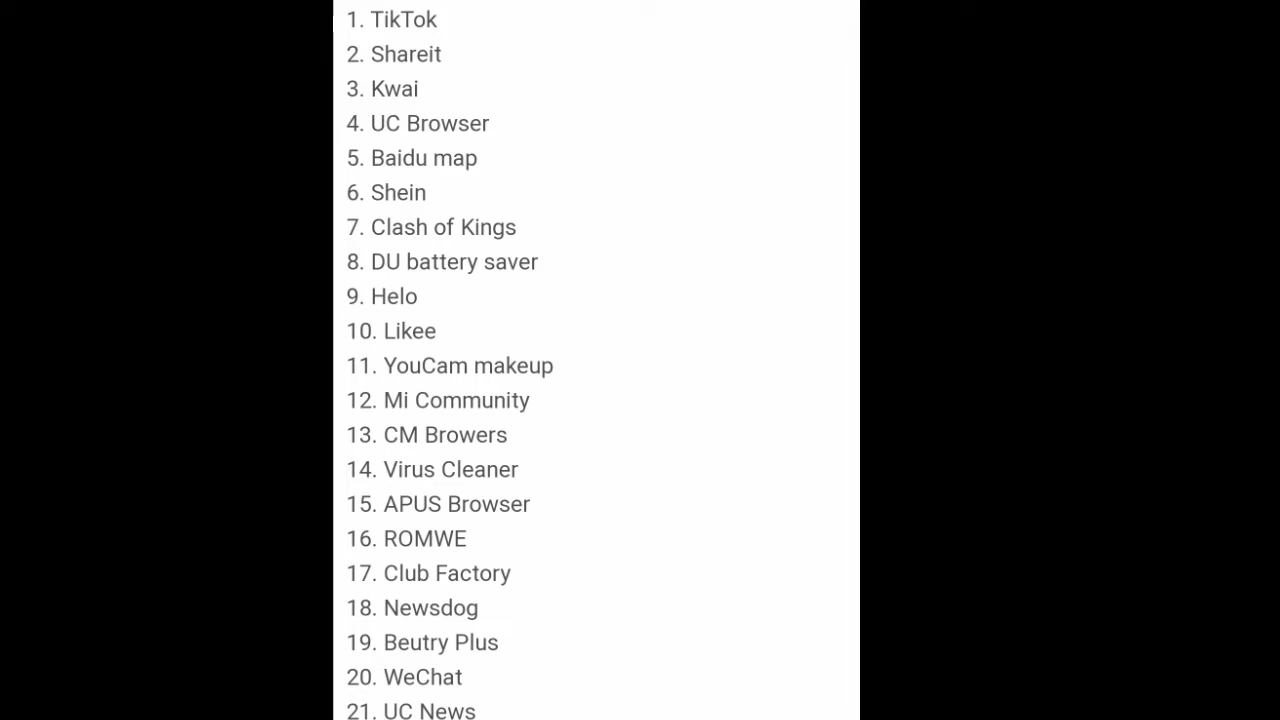 1. TikTok
2. Shareit
3. Kwai
4. UC Browser
5. Baidu map
6. Shein
7. Clash of Kings
8. DU battery saver
9. Helo
10. Likee
11. YouCam makeup
12. Mi Community
13. CM Browers
14. Virus Cleaner
15. APUS Browser
16. ROMWE
17. Club Factory
18. Newsdog
19. Beutry Plus
20. WeChat
21. UC News